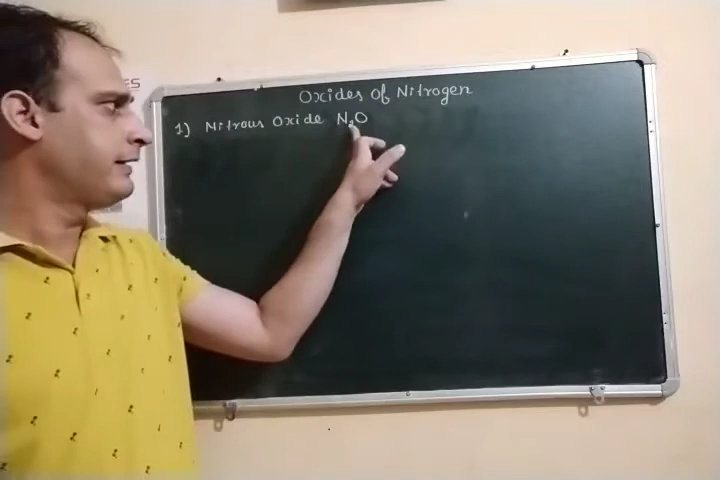 Oxides Of Nitrogen
1) Nitrous Oxide N₂O